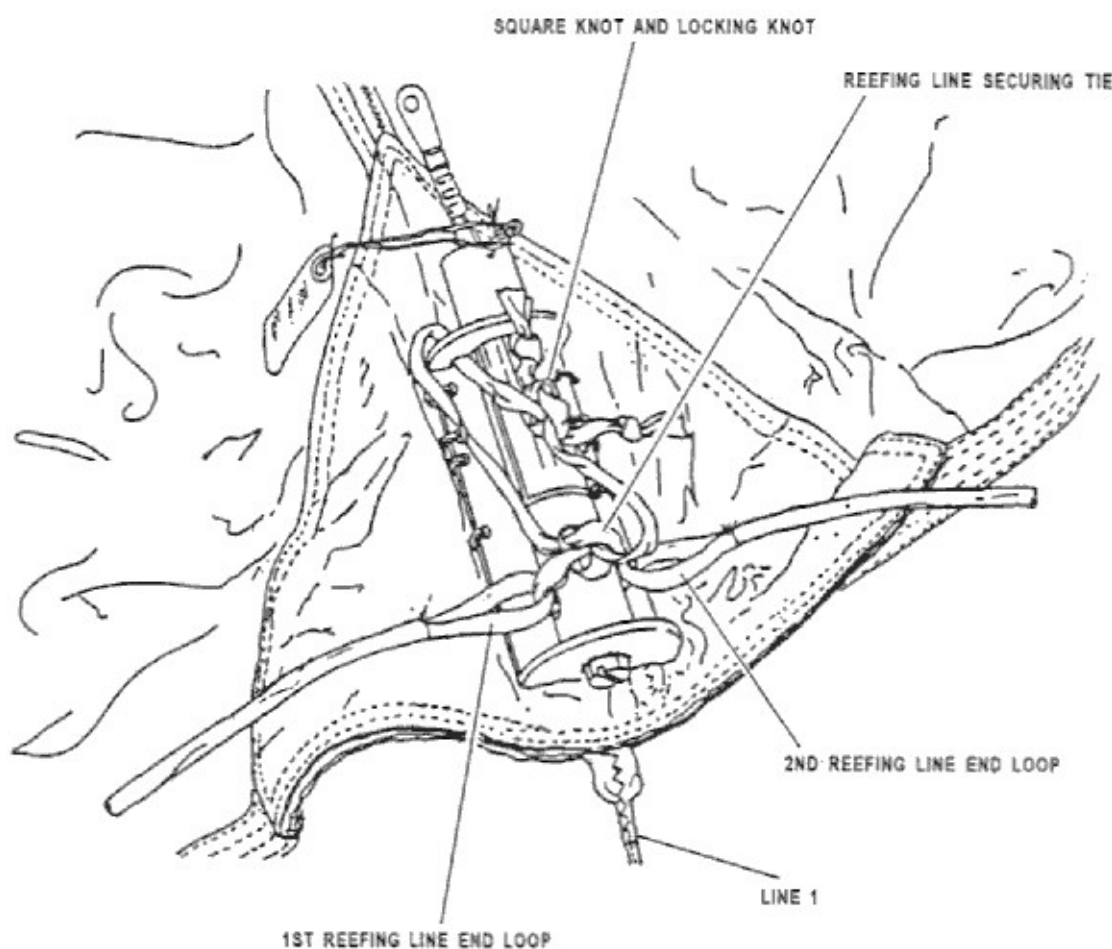 SQUARE KNOT AND LOCKING KNOT
REEFING LINE SECURING TIE
2ND REEFING LINE END LOOP
LINE 1
1ST REEFING LINE END LOOP